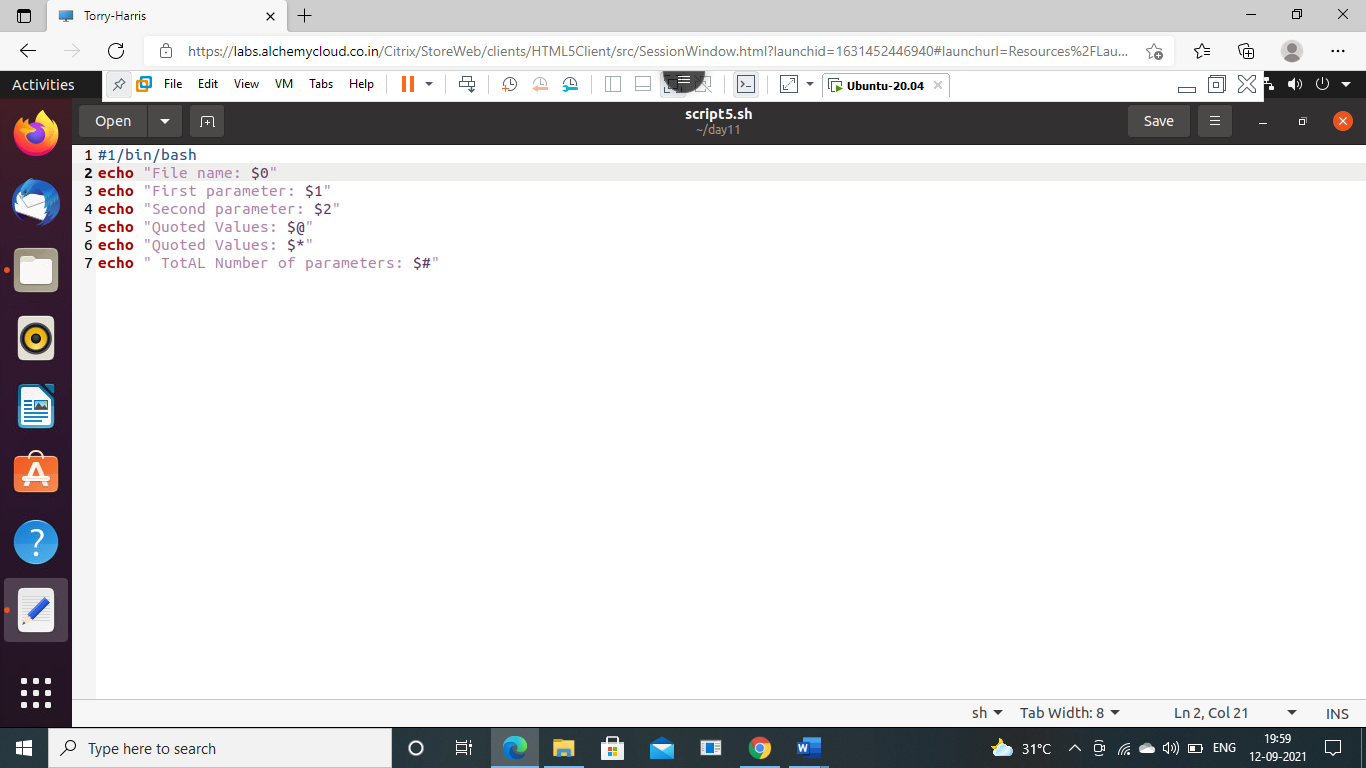 Torry-Harris
https://labs.alchemycloud.co.in/Citrix/StoreWeb/clients/HTML5Client/src/SessionWindow.html?launchid=1631452446940#launchurl=Resources%2FLau...
Activities
File Edit View VM Tabs Help
Ubuntu-20.04
Open
script5.sh
~/day11
Save
1 #1/bin/bash
2 echo "File name: $0"
3 echo "First parameter: $1"
4 echo "Second parameter: $2"
5 echo "Quoted Values: $@"
6 echo "Quoted Values: $*"
7 echo " TotAL Number of parameters: $#"
sh Tab Width: 8 Ln 2, Col 21 INS
Type here to search
31°C
ENG
19:59
12-09-2021